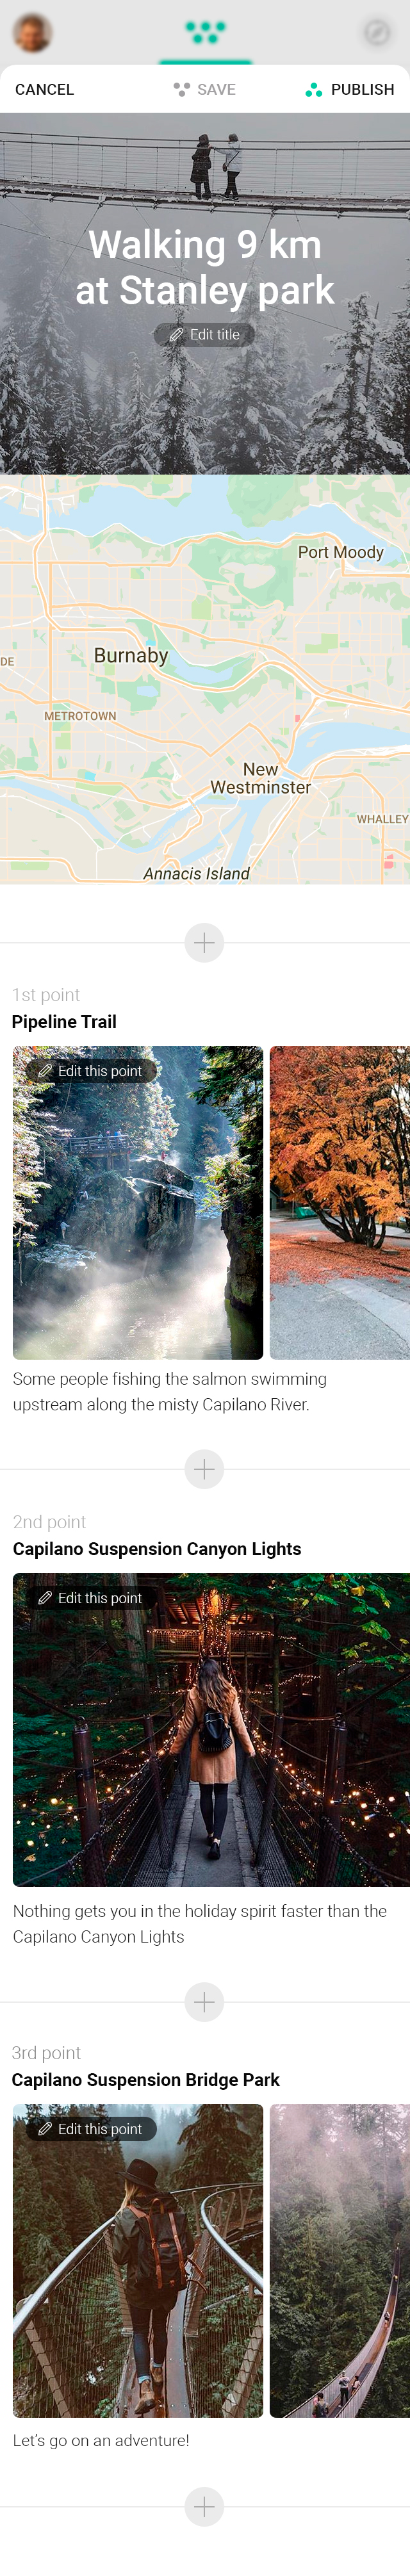 CANCEL
SAVE
PUBLISH
Walking 9 km
at Stanley park
Edit title
Port Moody
Burnaby
DE
METROTOWN
New
Westminster
WHALLEY
Annacis Island
1st point
Pipeline Trail
Edit this point
Some people fishing the salmon swimming
upstream along the misty Capilano River.
2nd point
Capilano Suspension Canyon Lights
Edit this point
Nothing gets you in the holiday spirit faster than the
Capilano Canyon Lights
3rd point
Capilano Suspension Bridge Park
Edit this point
Let's go on an adventure!